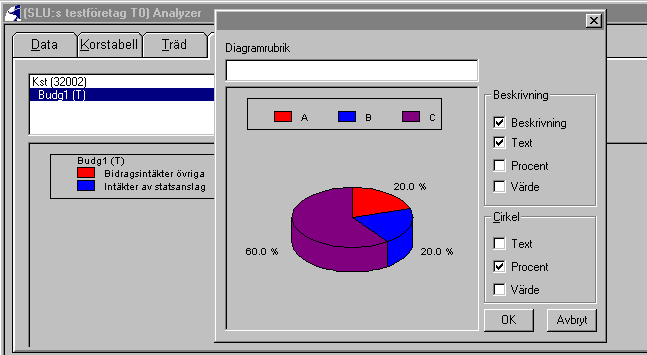 (SLU:s testföretag T0) Analyzer
Data
Korstabell
Träd
Kst (32002)
Budg1 (T)
Budg1 (T)
Bidragsintäkter övriga
Intäkter av statsanslag
Diagramrubrik
A B C
20.0 %
60.0 %
20.0 %
Beskrivning
Beskrivning
Text
Procent
Värde
Cirkel
Text
Procent
Värde
OK
Avbryt